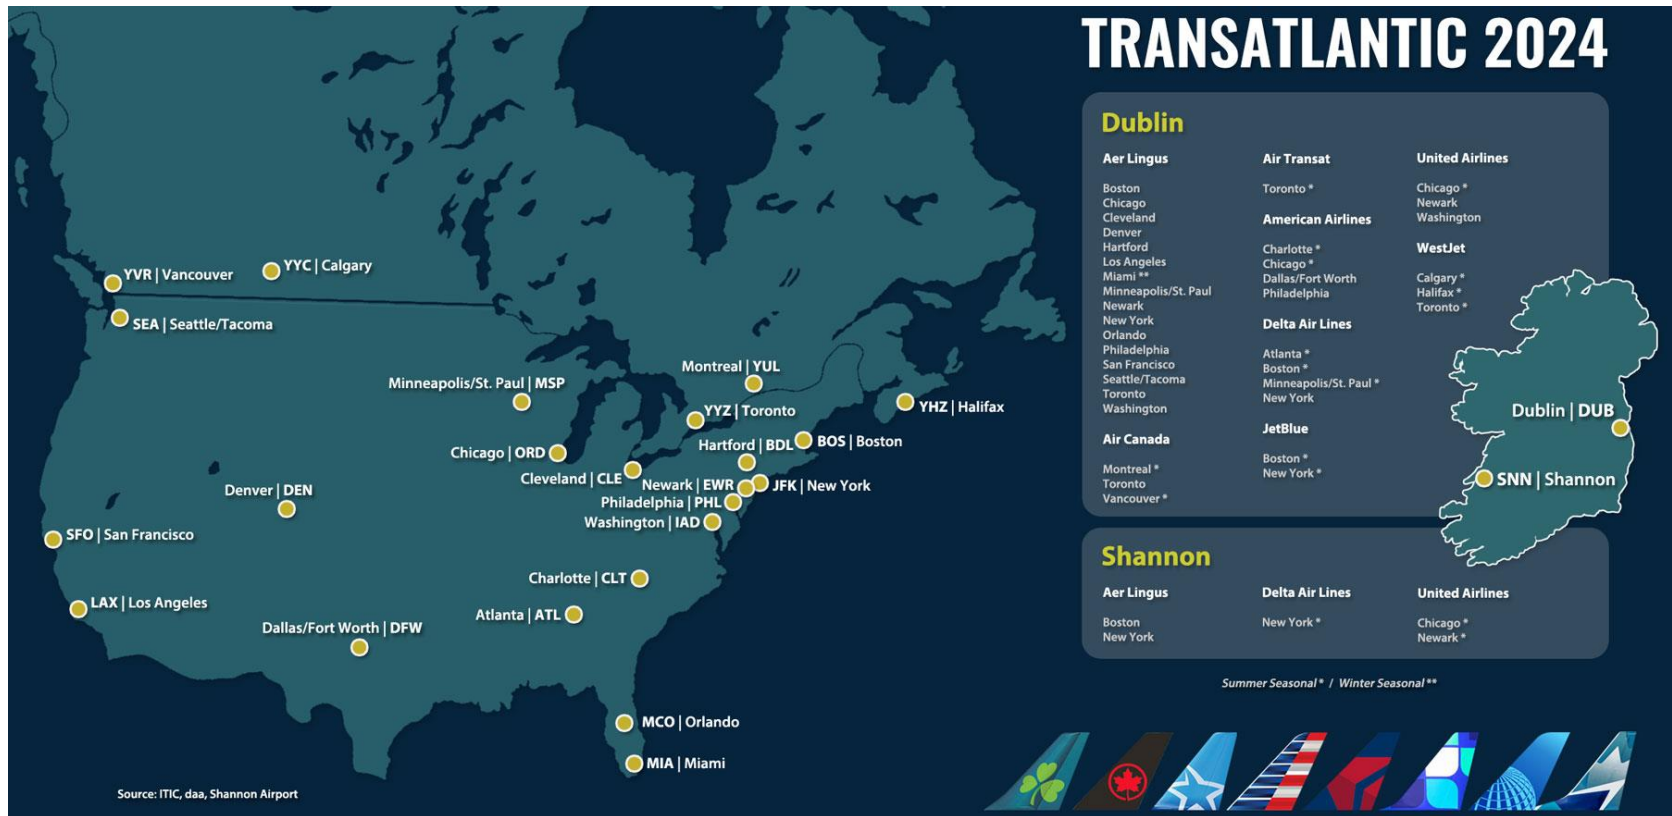 TRANSATLANTIC 2024
Dublin
Aer Lingus
Boston
Chicago
Cleveland
Denver
Hartford
Los Angeles
Miami **
Minneapolis/St. Paul
Newark
New York
Orlando
Philadelphia
San Francisco
Seattle/Tacoma
Toronto
Washington
Air Canada
Montreal *
Toronto
Vancouver *
Air Transat
Toronto *
American Airlines
Charlotte *
Chicago *
Dallas/Fort Worth
Philadelphia
Delta Air Lines
Atlanta *
Boston *
Minneapolis/St. Paul *
New York
JetBlue
Boston *
New York *
United Airlines
Chicago *
Newark
Washington
WestJet
Calgary *
Halifax *
Toronto *
Dublin | DUB
SNN | Shannon
Shannon
Aer Lingus
Boston
New York
Delta Air Lines
New York *
United Airlines
Chicago *
Newark *
Summer Seasonal * / Winter Seasonal **
YVR | Vancouver
YYC | Calgary
SEA | Seattle/Tacoma
Minneapolis/St. Paul | MSP
Montreal | YUL
YYZ | Toronto
YHZ | Halifax
Hartford | BDL
BOS | Boston
Chicago | ORD
Cleveland | CLE
Newark | EWR
JFK | New York
Denver | DEN
Philadelphia | PHL
Washington | IAD
SFO | San Francisco
Charlotte | CLT
LAX | Los Angeles
Atlanta | ATL
Dallas/Fort Worth | DFW
MCO | Orlando
MIA | Miami
Source: ITIC, daa, Shannon Airport